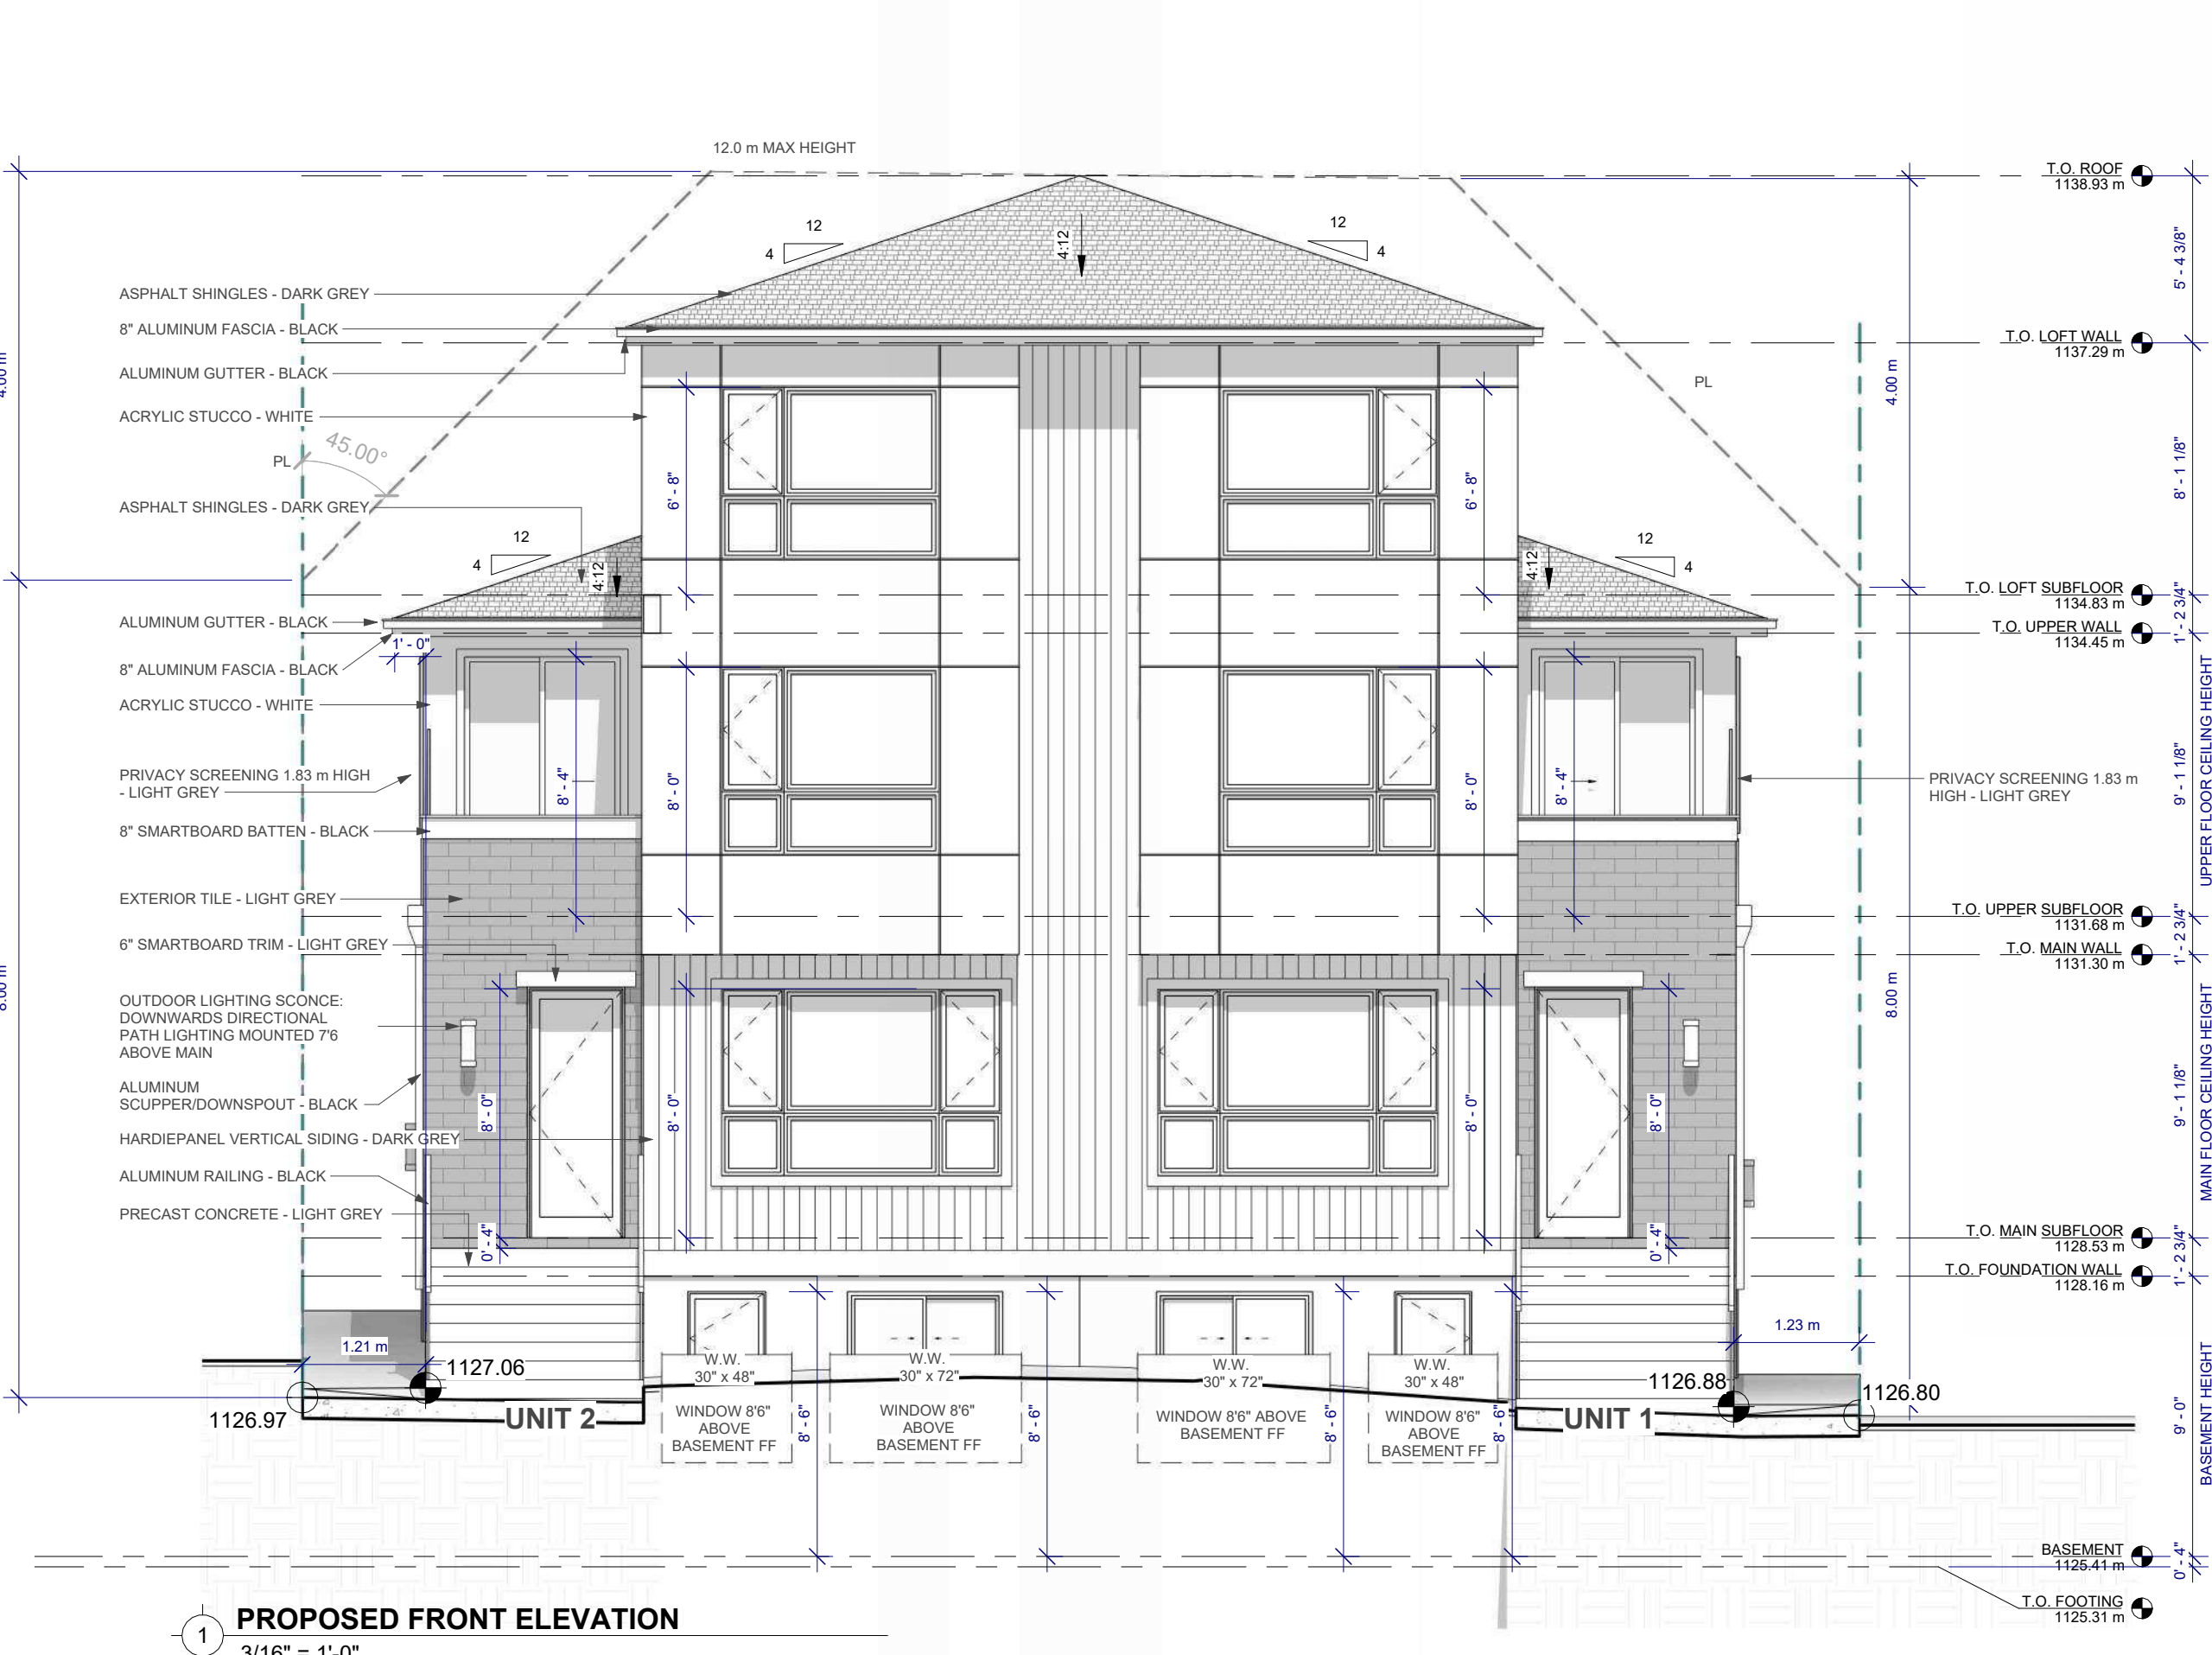 12.0 m MAX HEIGHT
T.O. ROOF
1138.93 m
12
4
12
4
4:12
5' - 4 3/8"
ASPHALT SHINGLES - DARK GREY
8" ALUMINUM FASCIA - BLACK
T.O. LOFT WALL
1137.29 m
ALUMINUM GUTTER - BLACK
4.00 m
4.00 m
PL
ACRYLIC STUCCO - WHITE
45.00°
PL
6' - 8"
6' - 8"
8' - 1 1/8"
ASPHALT SHINGLES - DARK GREY
12
4
4:12
12
4
4:12
T.O. LOFT SUBFLOOR
1134.83 m
1' - 2 3/4"
ALUMINUM GUTTER - BLACK
T.O. UPPER WALL
1134.45 m
1' - 0"
8" ALUMINUM FASCIA - BLACK
ACRYLIC STUCCO - WHITE
PRIVACY SCREENING 1.83 m HIGH
- LIGHT GREY
8' - 4"
8' - 0"
8' - 0"
8' - 4"
PRIVACY SCREENING 1.83 m
HIGH - LIGHT GREY
9' - 1 1/8"
UPPER FLOOR CEILING HEIGHT
8" SMARTBOARD BATTEN - BLACK
EXTERIOR TILE - LIGHT GREY
T.O. UPPER SUBFLOOR
1131.68 m
1' - 2 3/4"
6" SMARTBOARD TRIM - LIGHT GREY
T.O. MAIN WALL
1131.30 m
8.00 m
8.00 m
OUTDOOR LIGHTING SCONCE:
DOWNWARDS DIRECTIONAL
PATH LIGHTING MOUNTED 7'6
ABOVE MAIN
ALUMINUM
SCUPPER/DOWNSPOUT - BLACK
8' - 0"
8' - 0"
8' - 0"
8' - 0"
9' - 1 1/8"
MAIN FLOOR CEILING HEIGHT
HARDIEPANEL VERTICAL SIDING - DARK GREY
ALUMINUM RAILING - BLACK
PRECAST CONCRETE - LIGHT GREY
0' - 4"
0' - 4"
T.O. MAIN SUBFLOOR
1128.53 m
1' - 2 3/4"
T.O. FOUNDATION WALL
1128.16 m
1.21 m
1.23 m
1127.06
1126.97
UNIT 2
W.W.
30" x 48"
WINDOW 8'6"
ABOVE
BASEMENT FF
8' - 6"
W.W.
30" x 72"
WINDOW 8'6"
ABOVE
BASEMENT FF
8' - 6"
W.W.
30" x 72"
WINDOW 8'6" ABOVE
BASEMENT FF
8' - 6"
W.W.
30" x 48"
WINDOW 8'6"
ABOVE
BASEMENT FF
8' - 6"
UNIT 1
1126.88
1126.80
9' - 0"
BASEMENT HEIGHT
BASEMENT
1125.41 m
0' - 4"
T.O. FOOTING
1125.31 m
1
PROPOSED FRONT ELEVATION
3/16" = 1'-0"